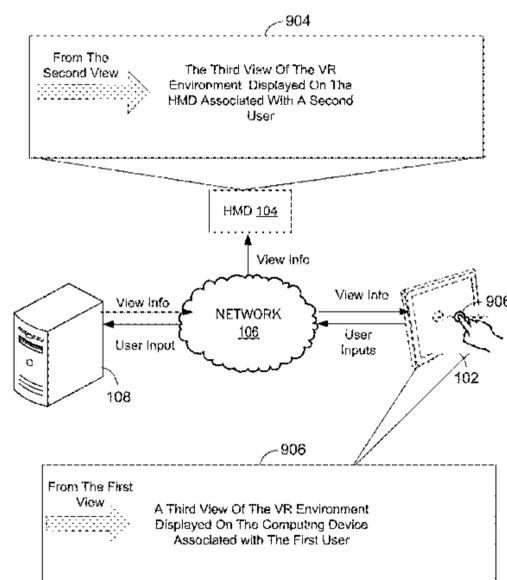 904
From The
Second View
The Third View Of The VR
Environment Displayed On The
HMD Associated With A Second
User
HMD 104
View Info
View Info
User Input
NETWORK
106
View Info
User
Inputs
906
108
102
906
From The First
View
A Third View Of The VR Environment
Displayed On The Computing Device
Associated with The First User